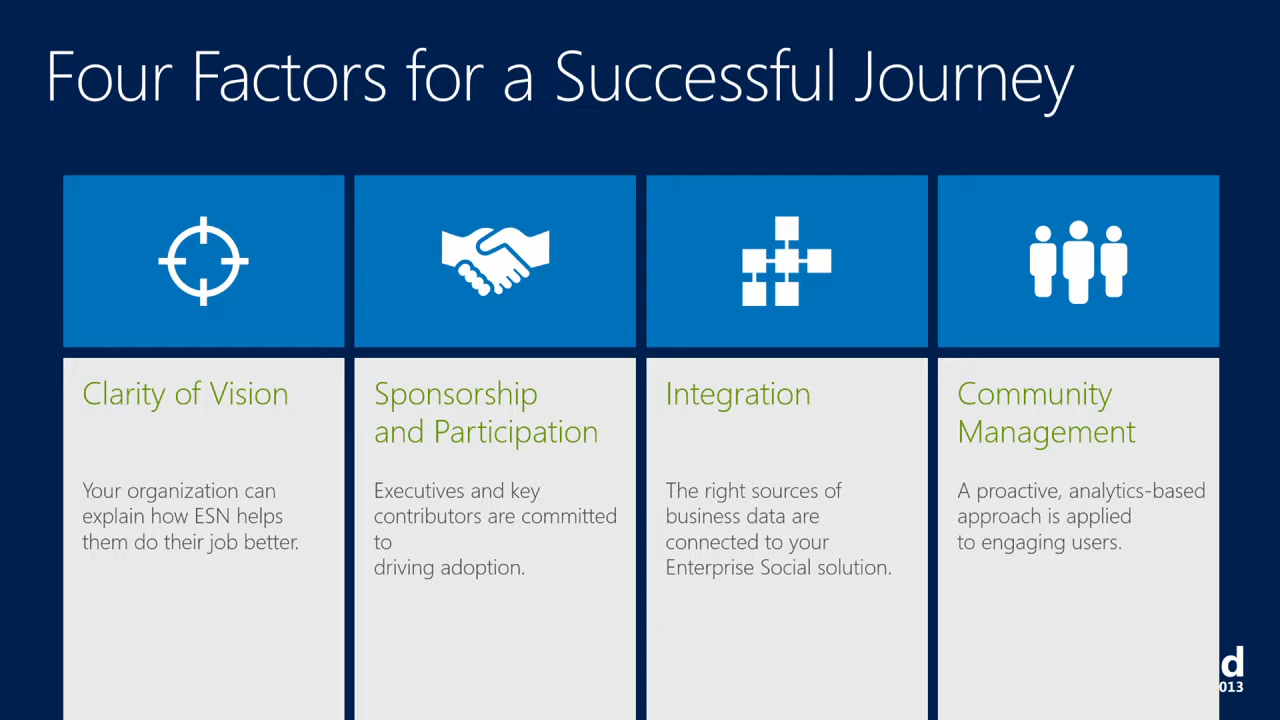 Four Factors for a Successful Journey
Clarity of Vision
Your organization can
explain how ESN helps
them do their job better.
Sponsorship
and Participation
Executives and key
contributors are committed
to
driving adoption.
Integration
The right sources of
business data are
connected to your
Enterprise Social solution.
Community
Management
A proactive, analytics-based
approach is applied
to engaging users.
d
013